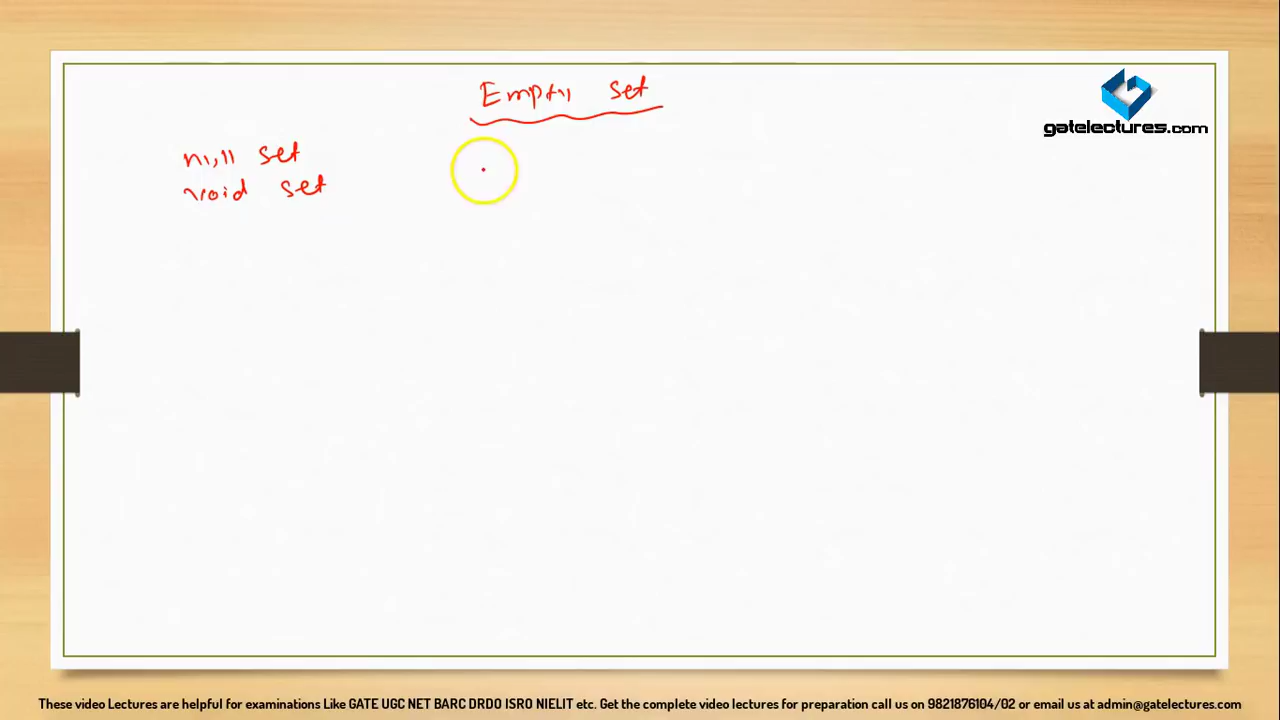 Empty set
gatelectures.com
null set
void set
These video Lectures are helpful for examinations Like GATE UGC NET BARC DRDO ISRO NIELIT etc. Get the complete video lectures for preparation call us on 9821876104/02 or email us at admin@gatelectures.com